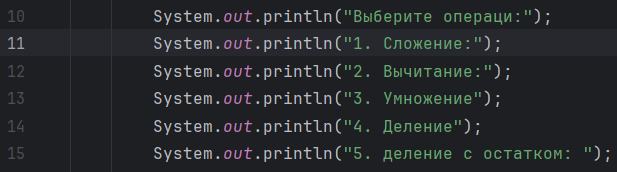 10 System.out.println("Выберите операци:");
11 System.out.println("1. Сложение:");
12 System.out.println("2. Вычитание:");
13 System.out.println("3. Умножение");
14 System.out.println("4. Деление");
15 System.out.println("5. деление с остатком: ");